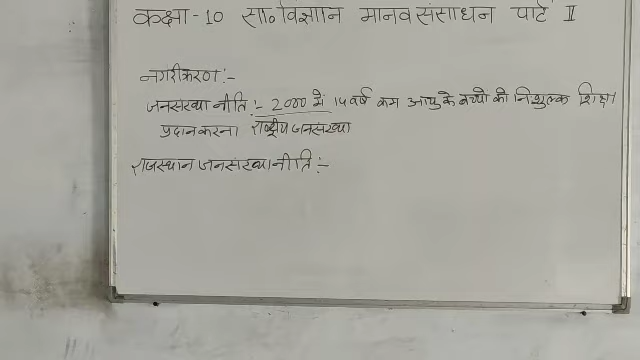 कक्षा - 10 सा॰ विज्ञान मानव संसाधन पार्ट II
नगरीकरण :-
जनसंख्या नीति :- 2000 में 14 वर्ष कम आयु के बच्चो को निशुल्क शिक्षा
प्रदान करना राष्ट्रीय जनसंख्या
राजस्थान जनसंख्या नीति :-